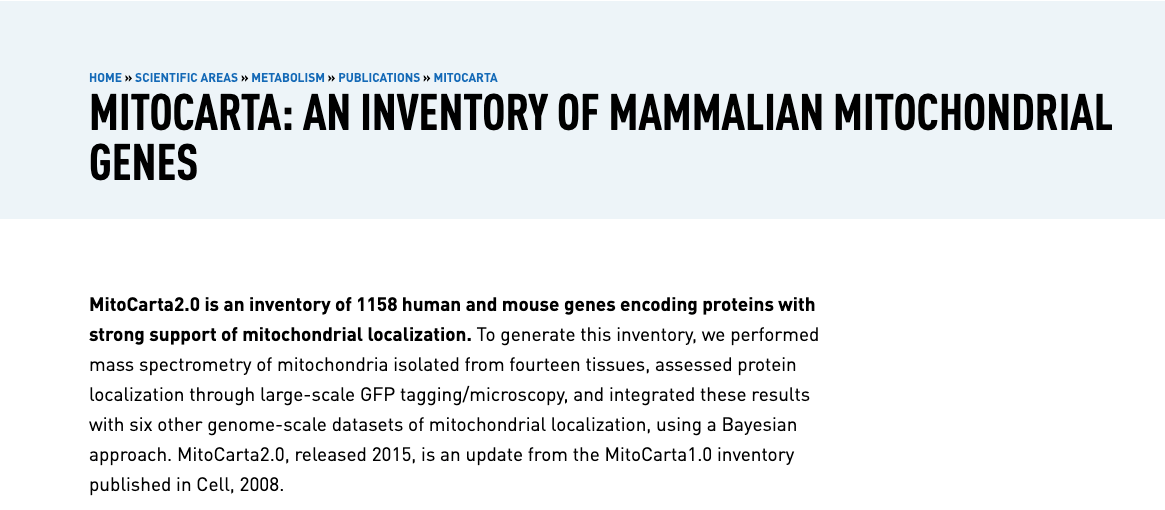 HOME » SCIENTIFIC AREAS » METABOLISM » PUBLICATIONS » MITOCARTA
MITOCARTA: AN INVENTORY OF MAMMALIAN MITOCHONDRIAL
GENES
MitoCarta2.0 is an inventory of 1158 human and mouse genes encoding proteins with
strong support of mitochondrial localization. To generate this inventory, we performed
mass spectrometry of mitochondria isolated from fourteen tissues, assessed protein
localization through large-scale GFP tagging/microscopy, and integrated these results
with six other genome-scale datasets of mitochondrial localization, using a Bayesian
approach. MitoCarta2.0, released 2015, is an update from the MitoCarta1.0 inventory
published in Cell, 2008.